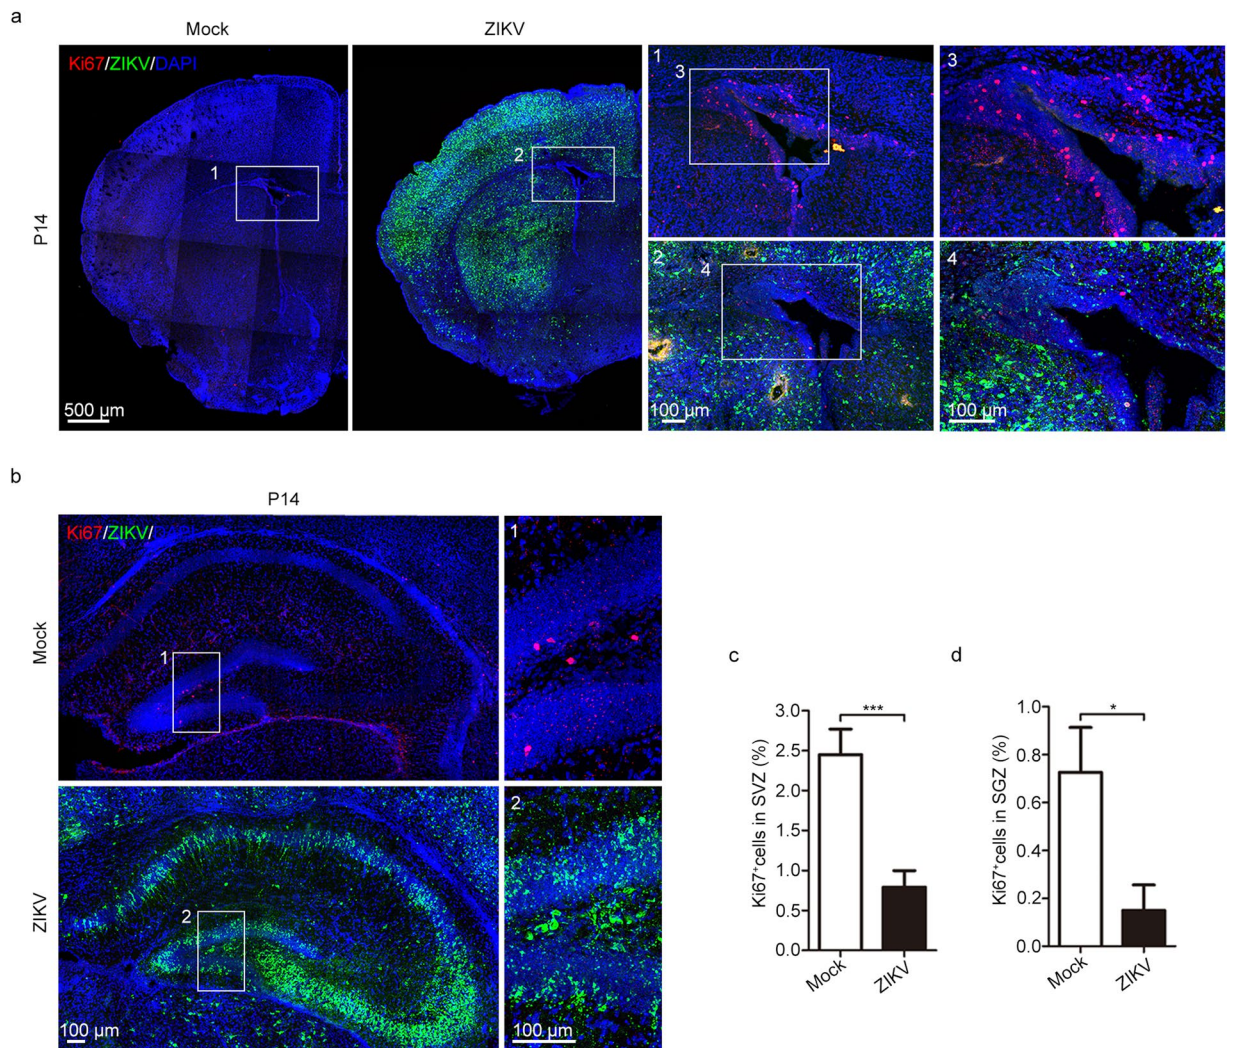 a
Mock
ZIKV
P14
Ki67/ZIKV/DAPI
1
2
500 µm
1
3
3
2
4
100 µm
4
100 µm
b
P14
Mock
ZIKV
Ki67/ZIKV/DAPI
1
1
2
100 µm
2
100 µm
c
Ki67⁺cells in SVZ (%)
3.0
2.5
2.0
1.5
1.0
0.5
0.0
***
Mock
ZIKV
d
Ki67⁺cells in SGZ (%)
1.0
0.8
0.6
0.4
0.2
0.0
*
Mock
ZIKV